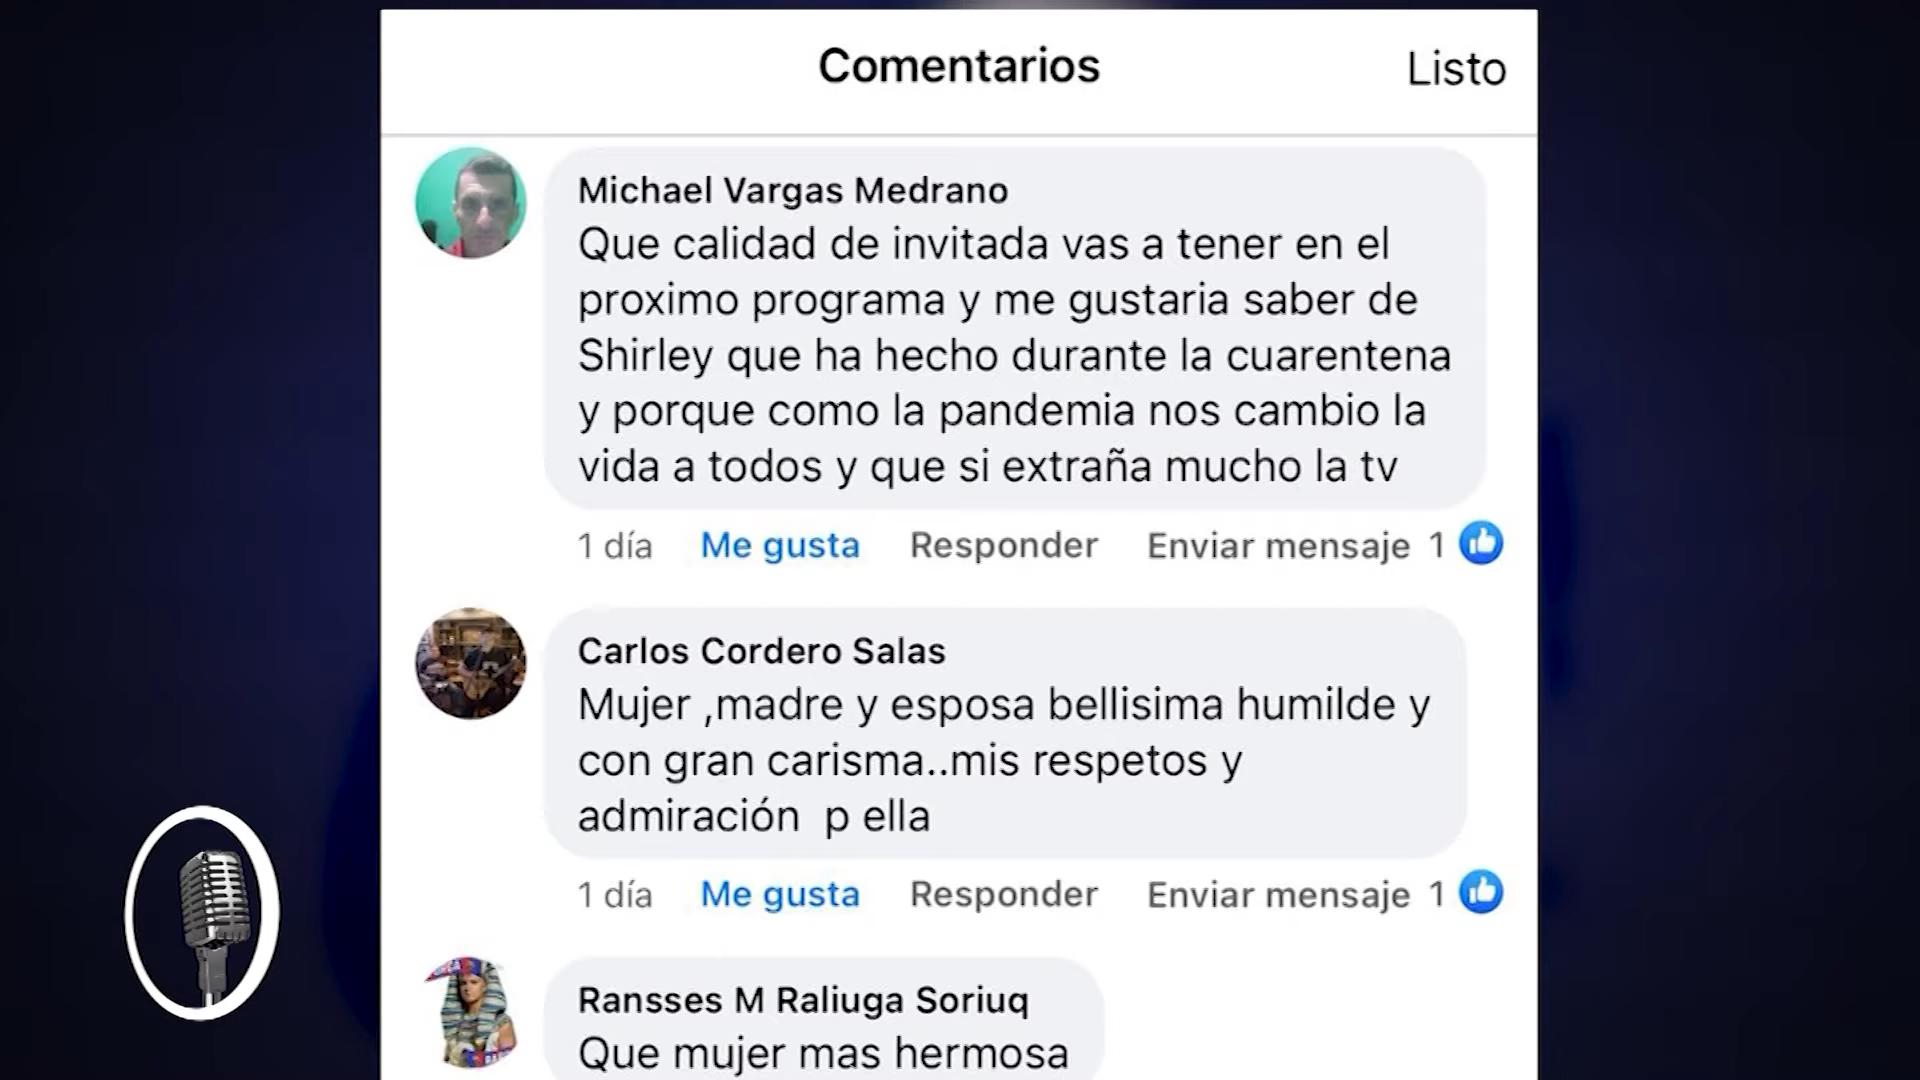 Comentarios
Listo
Michael Vargas Medrano
Que calidad de invitada vas a tener en el
proximo programa y me gustaria saber de
Shirley que ha hecho durante la cuarentena
y porque como la pandemia nos cambio la
vida a todos y que si extraña mucho la tv
1 día Me gusta Responder Enviar mensaje 1
Carlos Cordero Salas
Mujer ,madre y esposa bellisima humilde y
con gran carisma..mis respetos y
admiración  p ella
1 día Me gusta Responder Enviar mensaje 1
Ransses M Raliuga Soriuq
Que mujer mas hermosa